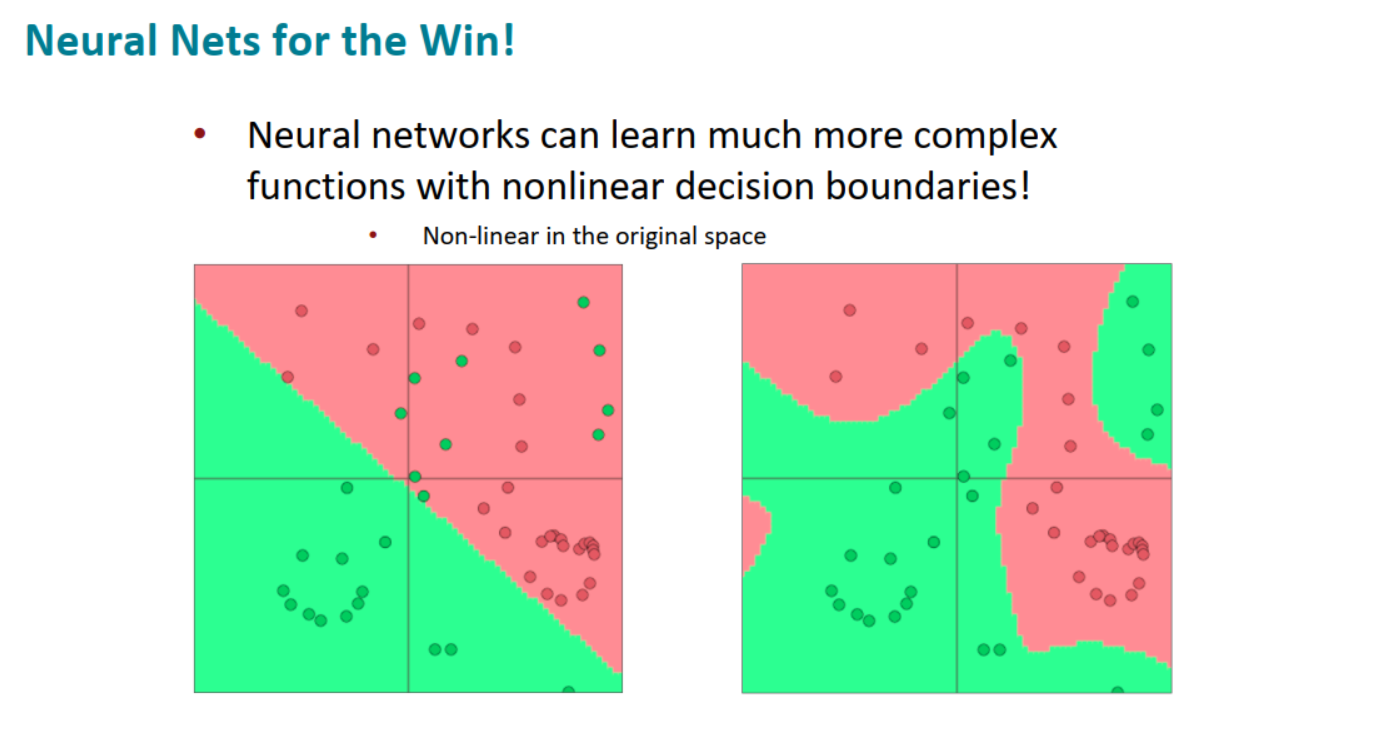 Neural Nets for the Win!
• Neural networks can learn much more complex
functions with nonlinear decision boundaries!
• Non-linear in the original space